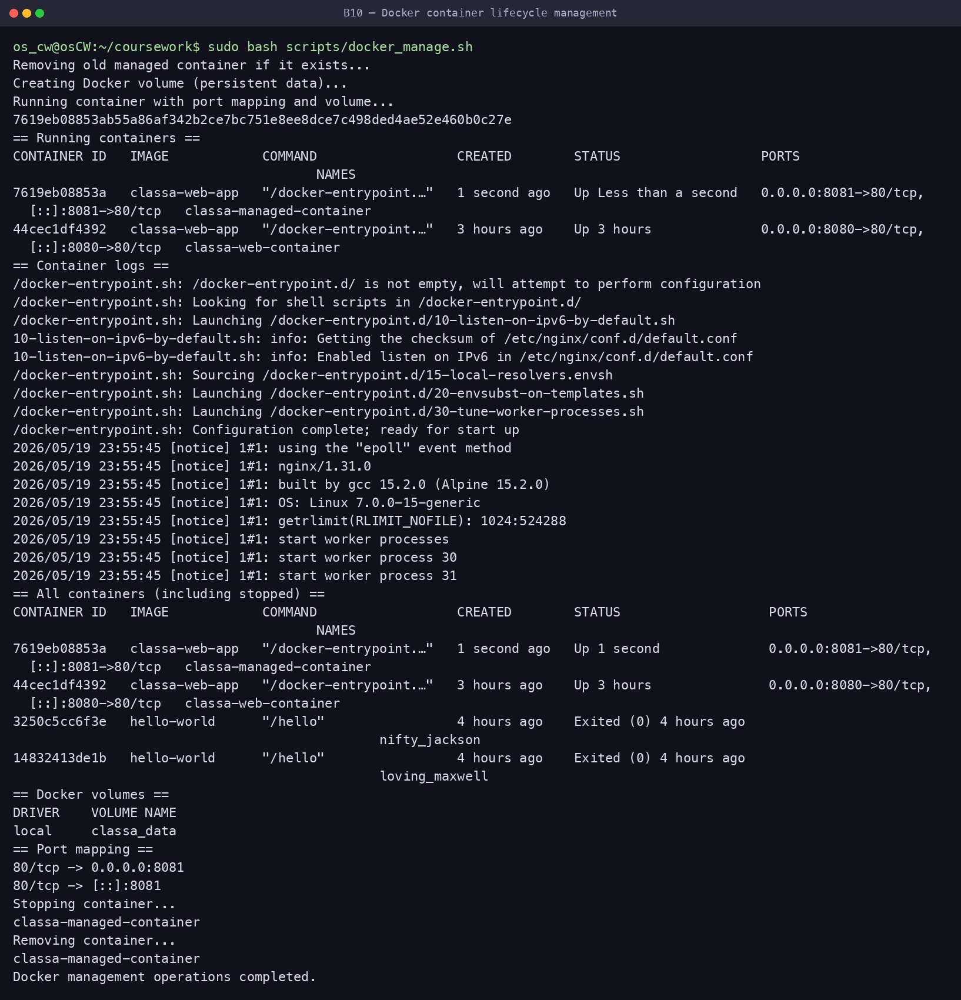 B10 — Docker container lifecycle management
os_cw@osCW:~/coursework$ sudo bash scripts/docker_manage.sh
Removing old managed container if it exists...
Creating Docker volume (persistent data)...
Running container with port mapping and volume...
7619eb08853ab55a86af342b2ce7bc751e8ee8dce7c498ded4ae52e460b0c27e
== Running containers ==
CONTAINER ID   IMAGE            COMMAND                  CREATED        STATUS                  PORTS
                                       NAMES
7619eb08853a   classa-web-app   "/docker-entrypoint.…"   1 second ago   Up Less than a second   0.0.0.0:8081->80/tcp,
  [::]:8081->80/tcp   classa-managed-container
44cec1df4392   classa-web-app   "/docker-entrypoint.…"   3 hours ago    Up 3 hours              0.0.0.0:8080->80/tcp,
  [::]:8080->80/tcp   classa-web-container
== Container logs ==
/docker-entrypoint.sh: /docker-entrypoint.d/ is not empty, will attempt to perform configuration
/docker-entrypoint.sh: Looking for shell scripts in /docker-entrypoint.d/
/docker-entrypoint.sh: Launching /docker-entrypoint.d/10-listen-on-ipv6-by-default.sh
10-listen-on-ipv6-by-default.sh: info: Getting the checksum of /etc/nginx/conf.d/default.conf
10-listen-on-ipv6-by-default.sh: info: Enabled listen on IPv6 in /etc/nginx/conf.d/default.conf
/docker-entrypoint.sh: Sourcing /docker-entrypoint.d/15-local-resolvers.envsh
/docker-entrypoint.sh: Launching /docker-entrypoint.d/20-envsubst-on-templates.sh
/docker-entrypoint.sh: Launching /docker-entrypoint.d/30-tune-worker-processes.sh
/docker-entrypoint.sh: Configuration complete; ready for start up
2026/05/19 23:55:45 [notice] 1#1: using the "epoll" event method
2026/05/19 23:55:45 [notice] 1#1: nginx/1.31.0
2026/05/19 23:55:45 [notice] 1#1: built by gcc 15.2.0 (Alpine 15.2.0)
2026/05/19 23:55:45 [notice] 1#1: OS: Linux 7.0.0-15-generic
2026/05/19 23:55:45 [notice] 1#1: getrlimit(RLIMIT_NOFILE): 1024:524288
2026/05/19 23:55:45 [notice] 1#1: start worker processes
2026/05/19 23:55:45 [notice] 1#1: start worker process 30
2026/05/19 23:55:45 [notice] 1#1: start worker process 31
== All containers (including stopped) ==
CONTAINER ID   IMAGE            COMMAND                  CREATED        STATUS                   PORTS
                                       NAMES
7619eb08853a   classa-web-app   "/docker-entrypoint.…"   1 second ago   Up 1 second              0.0.0.0:8081->80/tcp,
  [::]:8081->80/tcp   classa-managed-container
44cec1df4392   classa-web-app   "/docker-entrypoint.…"   3 hours ago    Up 3 hours               0.0.0.0:8080->80/tcp,
  [::]:8080->80/tcp   classa-web-container
3250c5cc6f3e   hello-world      "/hello"                 4 hours ago    Exited (0) 4 hours ago
                                               nifty_jackson
14832413de1b   hello-world      "/hello"                 4 hours ago    Exited (0) 4 hours ago
                                               loving_maxwell
== Docker volumes ==
DRIVER    VOLUME NAME
local     classa_data
== Port mapping ==
80/tcp -> 0.0.0.0:8081
80/tcp -> [::]:8081
Stopping container...
classa-managed-container
Removing container...
classa-managed-container
Docker management operations completed.